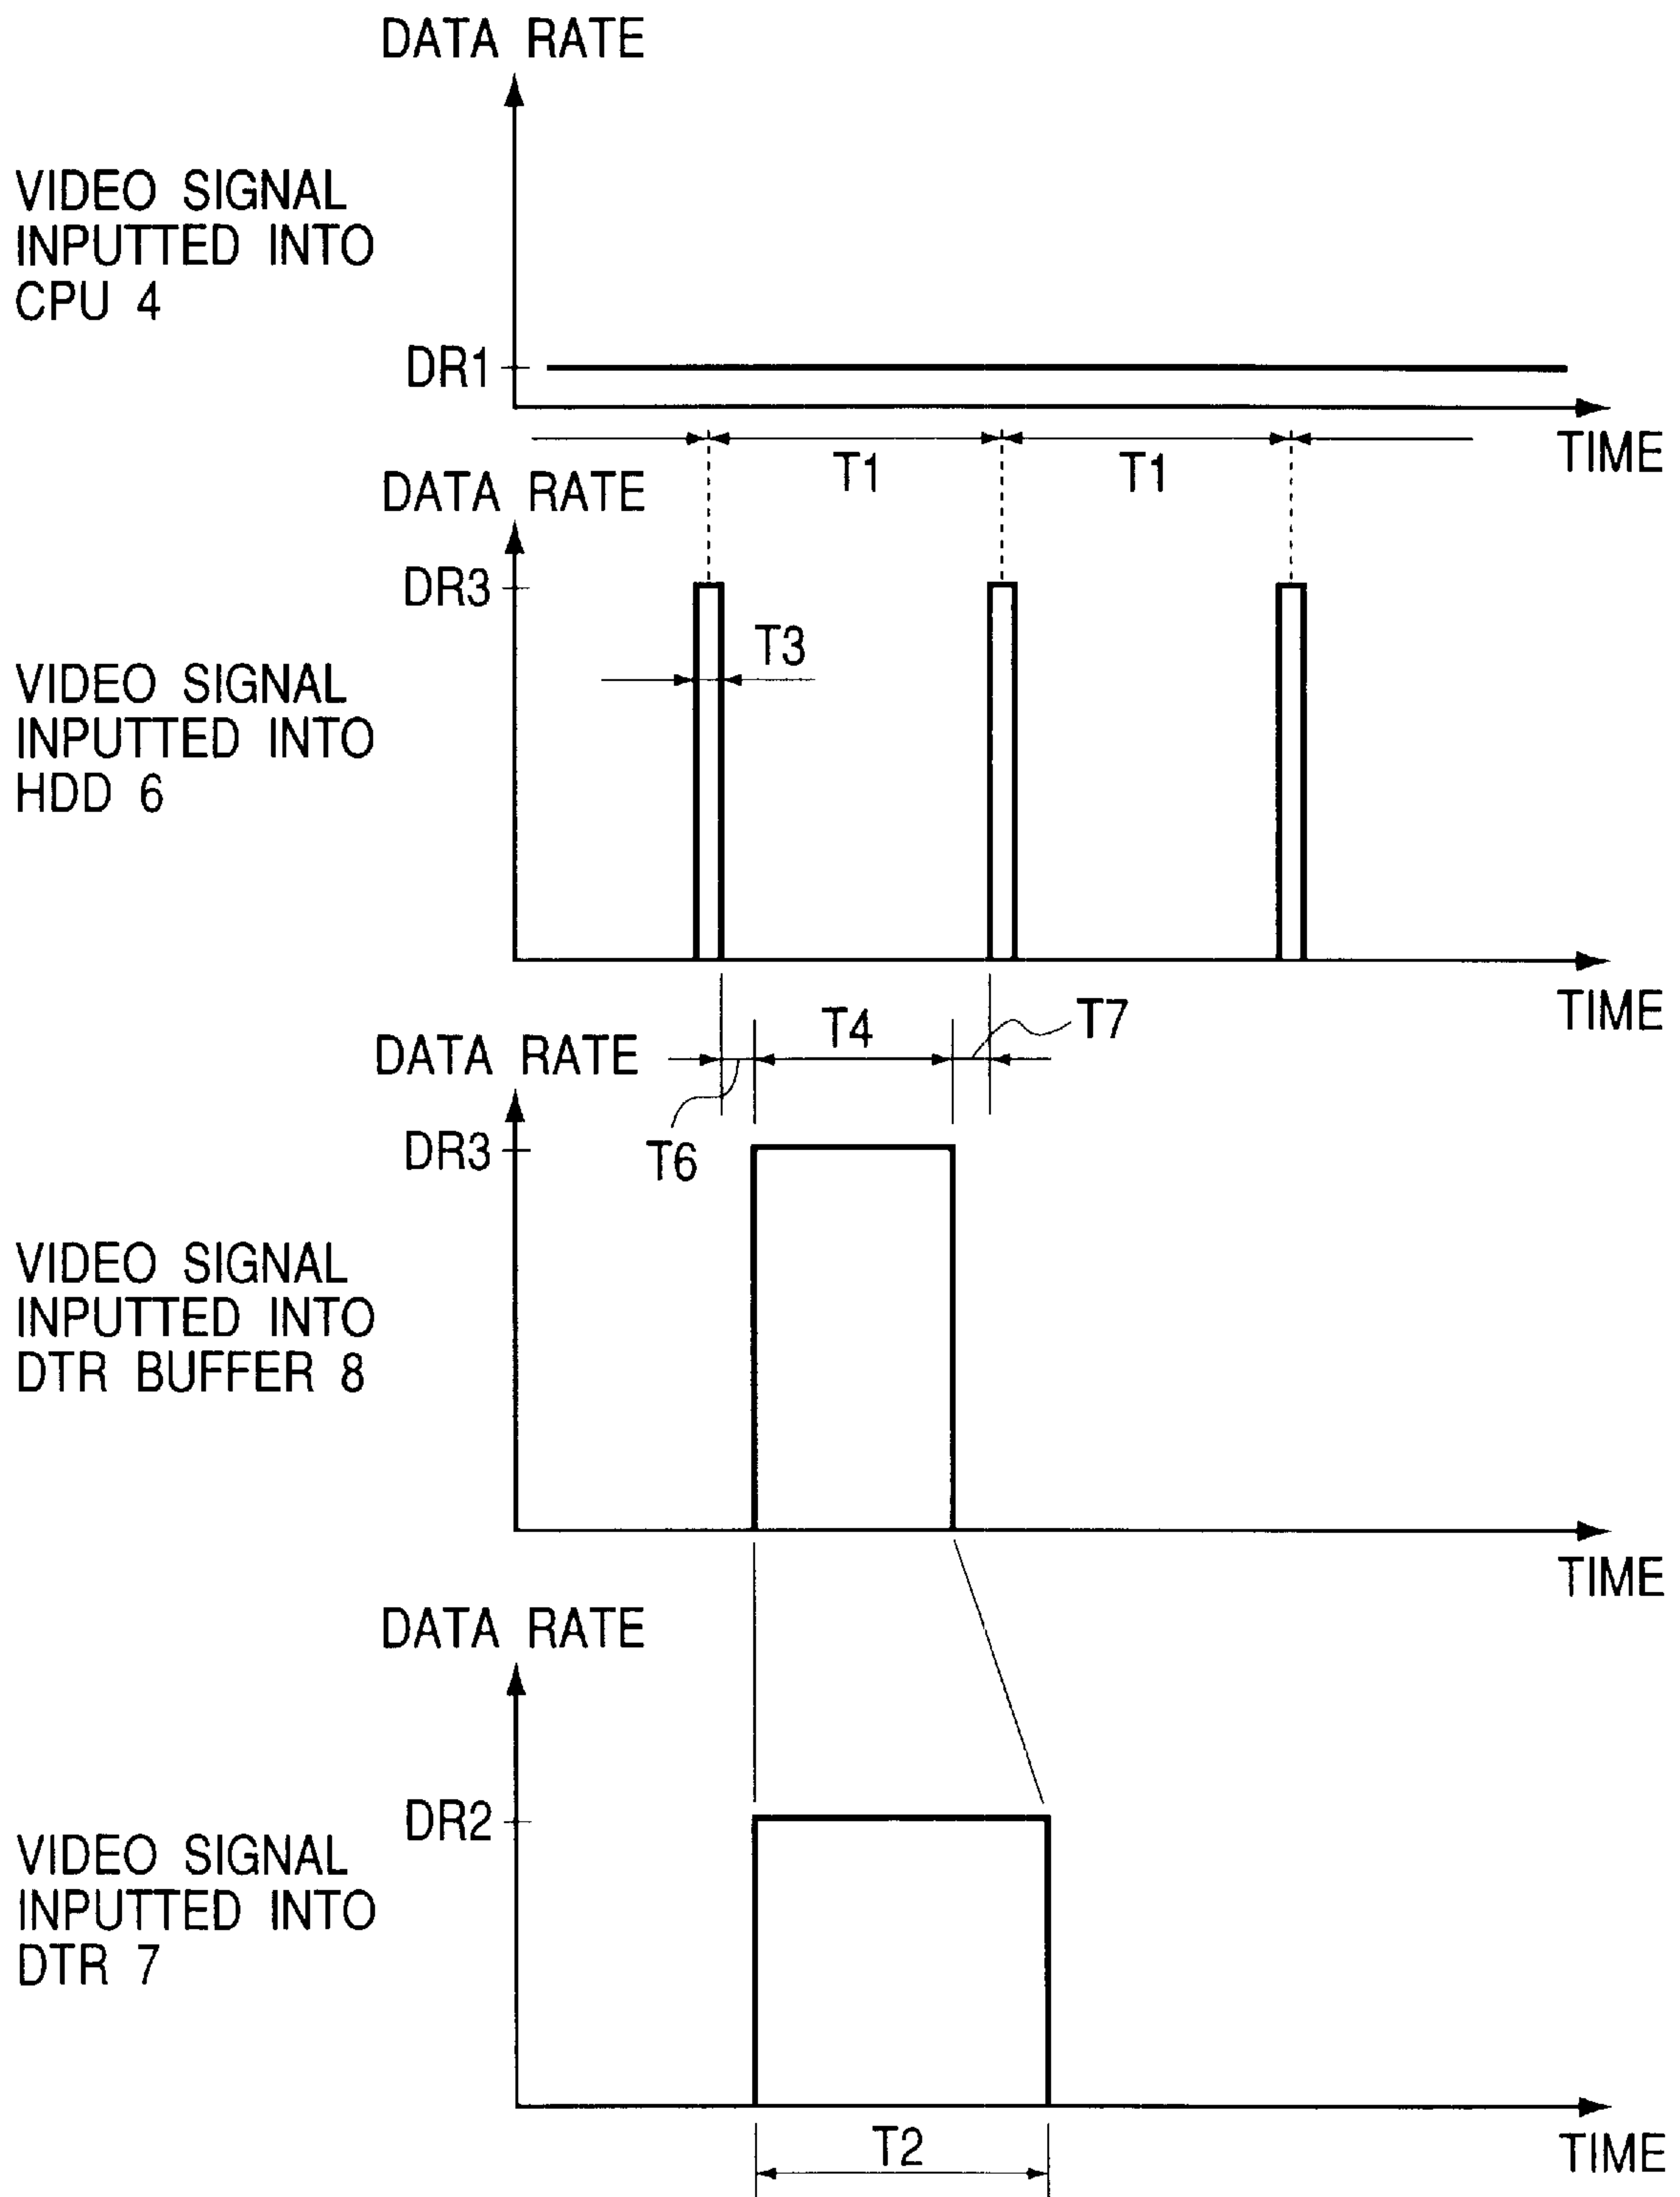 DATA RATE
VIDEO SIGNAL
INPUTTED INTO
CPU 4
DR1
TIME
T1
T1
DATA RATE
DR3
T3
VIDEO SIGNAL
INPUTTED INTO
HDD 6
TIME
T4
T7
DATA RATE
DR3
T6
VIDEO SIGNAL
INPUTTED INTO
DTR BUFFER 8
TIME
DATA RATE
DR2
VIDEO SIGNAL
INPUTTED INTO
DTR 7
T2
TIME